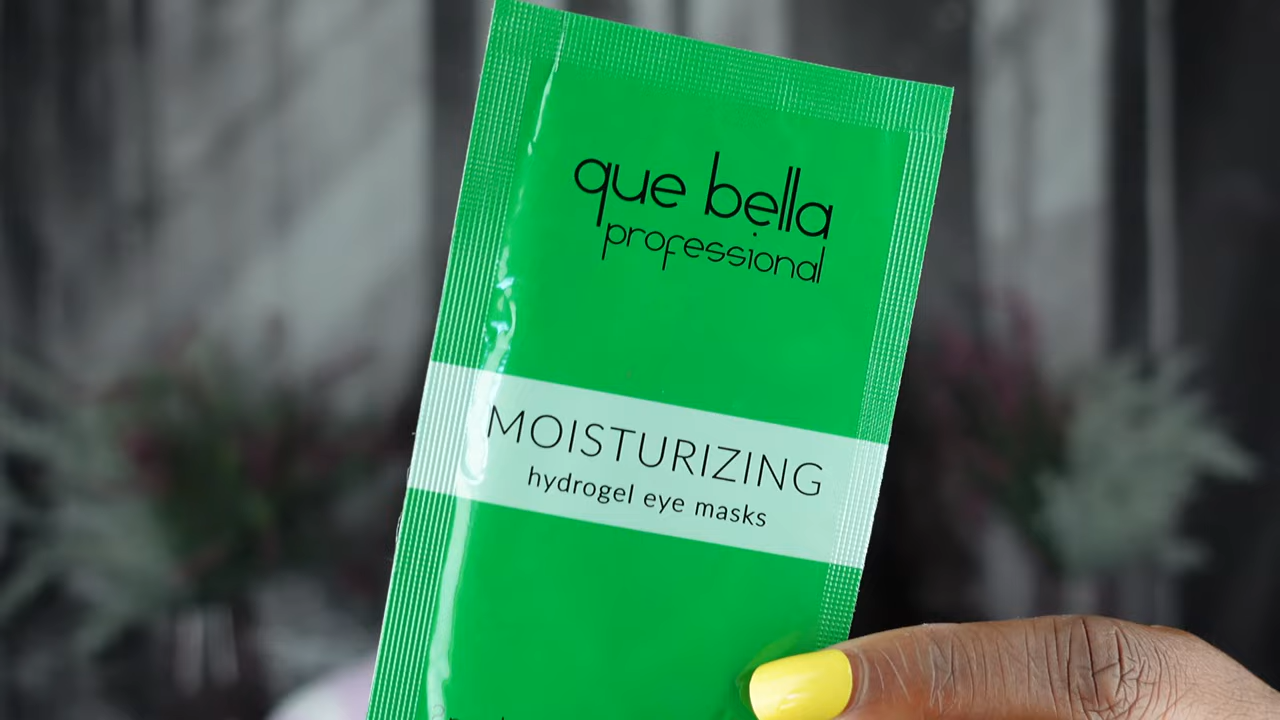 que bella
professional
MOISTURIZING
hydrogel eye masks